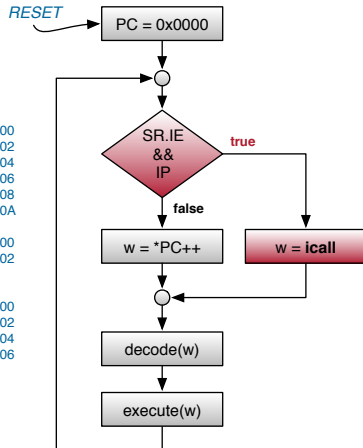 RESET
PC = 0x0000
SR.IE
&&
IP
true
false
w = *PC++
w = icall
decode(w)
execute(w)
00
02
04
06
08
0A
00
02
00
02
04
06